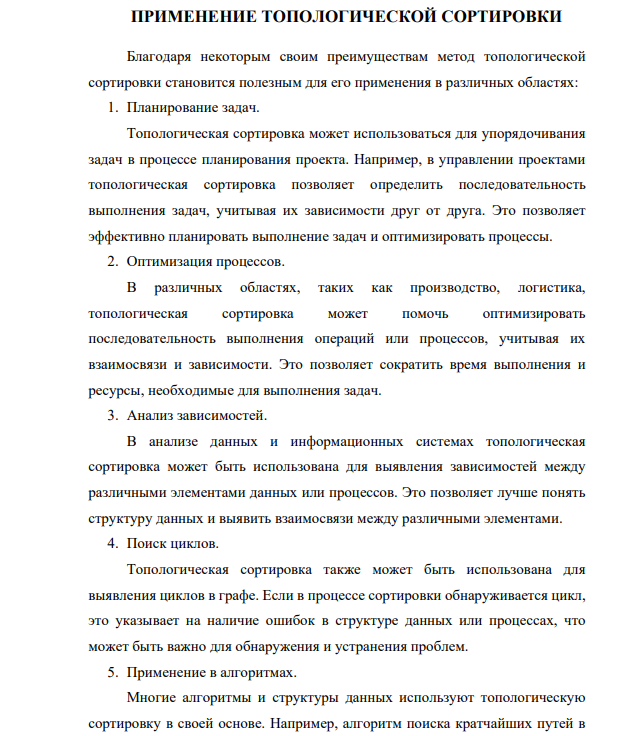 ПРИМЕНЕНИЕ ТОПОЛОГИЧЕСКОЙ СОРТИРОВКИ
Благодаря некоторым своим преимуществам метод топологической
сортировки становится полезным для его применения в различных областях:
1. Планирование задач.
Топологическая сортировка может использоваться для упорядочивания
задач в процессе планирования проекта. Например, в управлении проектами
топологическая сортировка позволяет определить последовательность
выполнения задач, учитывая их зависимости друг от друга. Это позволяет
эффективно планировать выполнение задач и оптимизировать процессы.
2. Оптимизация процессов.
В различных областях, таких как производство, логистика,
топологическая сортировка может помочь оптимизировать
последовательность выполнения операций или процессов, учитывая их
взаимосвязи и зависимости. Это позволяет сократить время выполнения и
ресурсы, необходимые для выполнения задач.
3. Анализ зависимостей.
В анализе данных и информационных системах топологическая
сортировка может быть использована для выявления зависимостей между
различными элементами данных или процессов. Это позволяет лучше понять
структуру данных и выявить взаимосвязи между различными элементами.
4. Поиск циклов.
Топологическая сортировка также может быть использована для
выявления циклов в графе. Если в процессе сортировки обнаруживается цикл,
это указывает на наличие ошибок в структуре данных или процессах, что
может быть важно для обнаружения и устранения проблем.
5. Применение в алгоритмах.
Многие алгоритмы и структуры данных используют топологическую
сортировку в своей основе. Например, алгоритм поиска кратчайших путей в